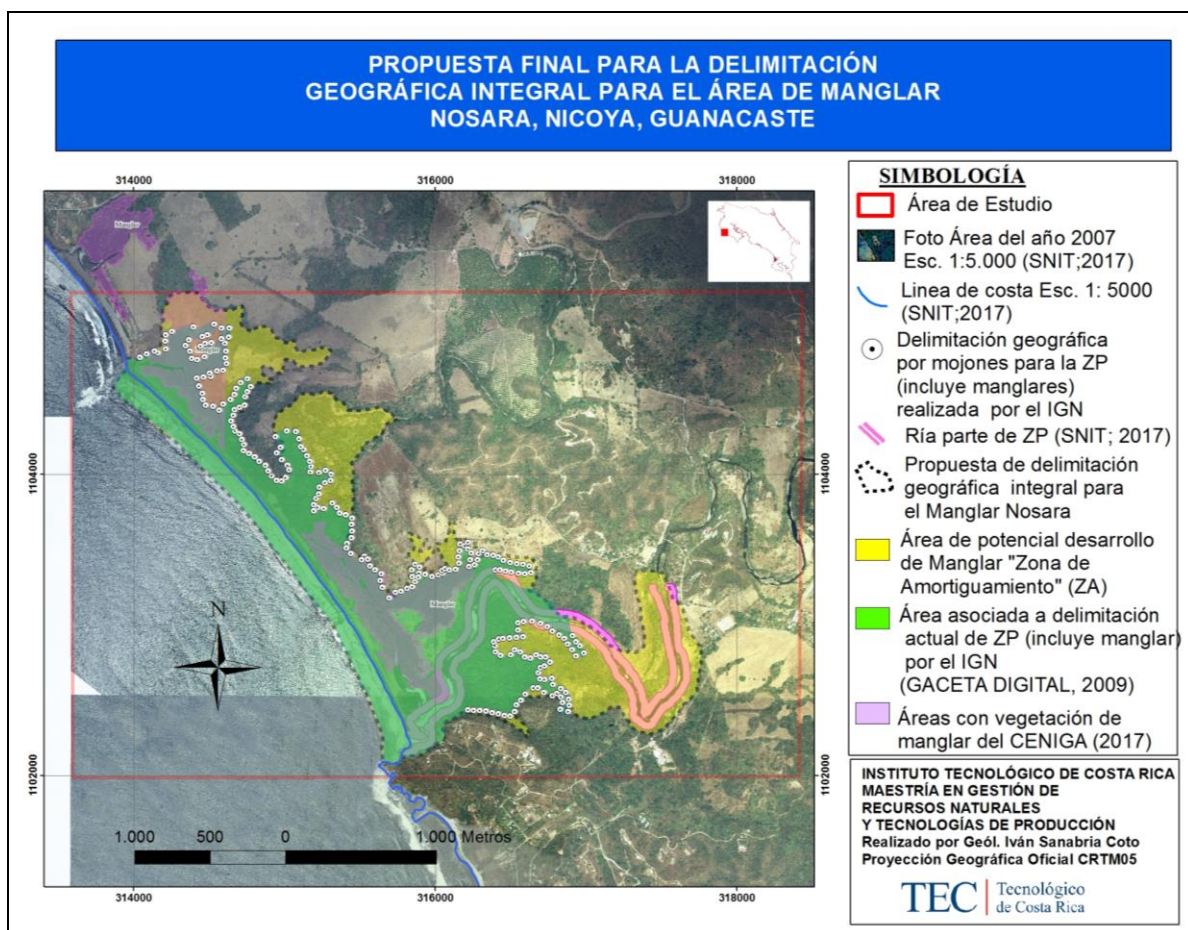 PROPUESTA FINAL PARA LA DELIMITACIÓN
GEOGRÁFICA INTEGRAL PARA EL ÁREA DE MANGLAR
NOSARA, NICOYA, GUANACASTE
314000
316000
318000
Manglar
Manglar
Manglar
1104000
1104000
1102000
1102000
N
1.000
500
0
1.000 Metros
314000
316000
318000
SIMBOLOGÍA
Área de Estudio
Foto Área del año 2007
Esc. 1:5.000 (SNIT;2017)
Linea de costa Esc. 1: 5000
(SNIT;2017)
Delimitación geográfica
por mojones para la ZP
(incluye manglares)
realizada por el IGN
Ría parte de ZP (SNIT; 2017)
Propuesta de delimitación
geográfica integral para
el Manglar Nosara
Área de potencial desarrollo
de Manglar "Zona de
Amortiguamiento" (ZA)
Área asociada a delimitación
actual de ZP (incluye manglar)
por el IGN
(GACETA DIGITAL, 2009)
Áreas con vegetación de
manglar del CENIGA (2017)
INSTITUTO TECNOLÓGICO DE COSTA RICA
MAESTRÍA EN GESTIÓN DE
RECURSOS NATURALES
Y TECNOLOGÍAS DE PRODUCCIÓN
Realizado por Geól. Iván Sanabria Coto
Proyección Geográfica Oficial CRTM05
TEC Tecnológico
de Costa Rica